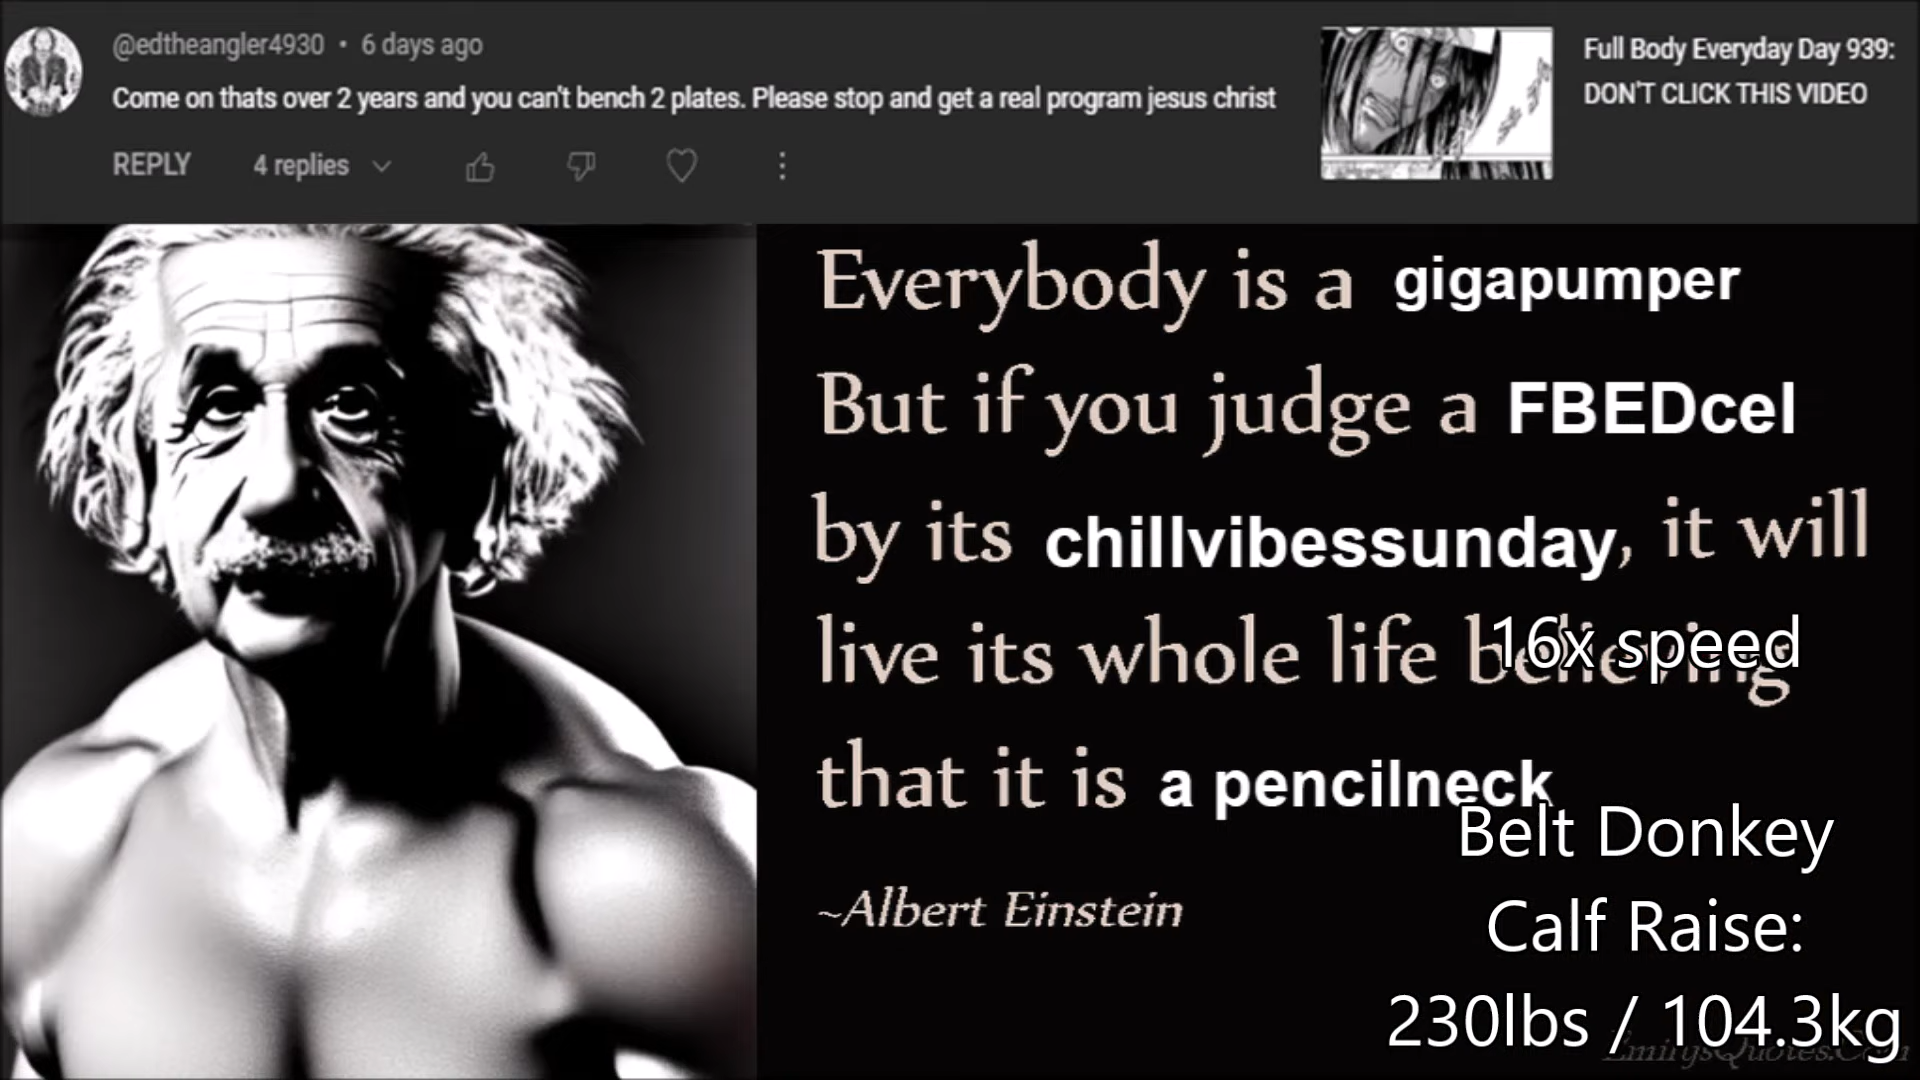 @edtheangler4930 • 6 days ago
Come on thats over 2 years and you can't bench 2 plates. Please stop and get a real program jesus christ
REPLY 4 replies
Full Body Everyday Day 939:
DON'T CLICK THIS VIDEO
Everybody is a gigapumper
But if you judge a FBEDcel
by its chillvibessunday, it will
live its whole life believing
16x speed
that it is a pencilneck
~Albert Einstein
Belt Donkey
Calf Raise:
230lbs / 104.3kg
EmilysQuotes.Com